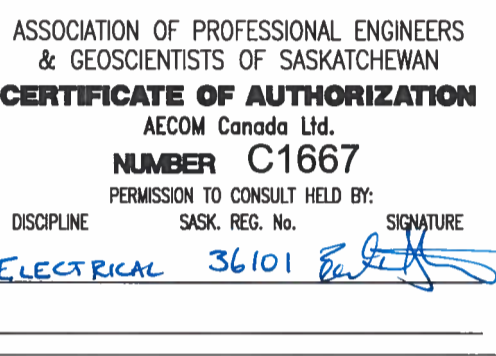 ASSOCIATION OF PROFESSIONAL ENGINEERS
& GEOSCIENTISTS OF SASKATCHEWAN
CERTIFICATE OF AUTHORIZATION
AECOM Canada Ltd.
NUMBER C1667
PERMISSION TO CONSULT HELD BY:
DISCIPLINE SASK. REG. No. SIGNATURE
ELECTRICAL 36101